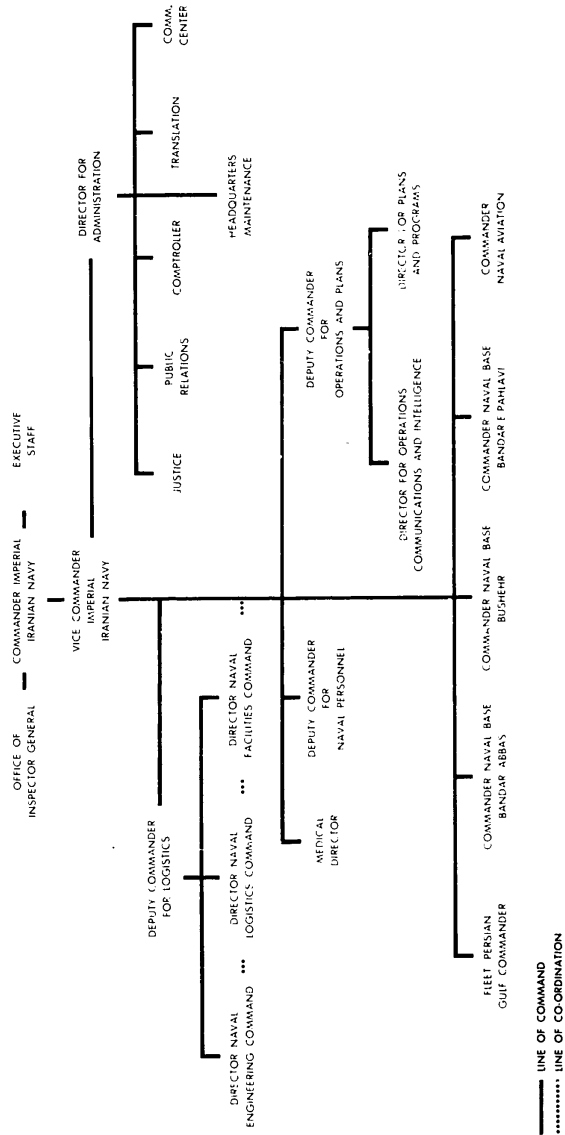 OFFICE OF
INSPECTOR GENERAL
COMMANDER IMPERIAL
IRANIAN NAVY
EXECUTIVE
STAFF
VICE COMMANDER
IMPERIAL
IRANIAN NAVY
DIRECTOR FOR
ADMINISTRATION
JUSTICE
PUBLIC
RELATIONS
COMPTROLLER
TRANSLATION
COMM.
CENTER
HEADQUARTERS
MAINTENANCE
DEPUTY COMMANDER
FOR LOGISTICS
DIRECTOR NAVAL
ENGINEERING COMMAND
DIRECTOR NAVAL
LOGISTICS COMMAND
DIRECTOR NAVAL
FACILITIES COMMAND
MEDICAL
DIRECTOR
DEPUTY COMMANDER
FOR
NAVAL PERSONNEL
DEPUTY COMMANDER
FOR
OPERATIONS AND PLANS
DIRECTOR FOR OPERATIONS
COMMUNICATIONS AND INTELLIGENCE
DIRECTOR FOR PLANS
AND PROGRAMS
FLEET PERSIAN
GULF COMMANDER
COMMANDER NAVAL BASE
BANDAR ABBAS
COMMANDER NAVAL BASE
BUSHEHR
COMMANDER NAVAL BASE
BANDAR E PAHLAVI
COMMANDER
NAVAL AVIATION
LINE OF COMMAND
LINE OF CO-ORDINATION